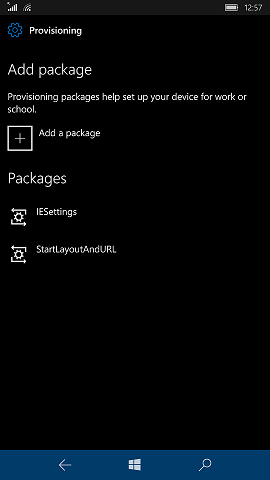 12:57
Provisioning
Add package
Provisioning packages help set up your device for work or
school.
Add a package
Packages
IESettings
StartLayoutAndURL